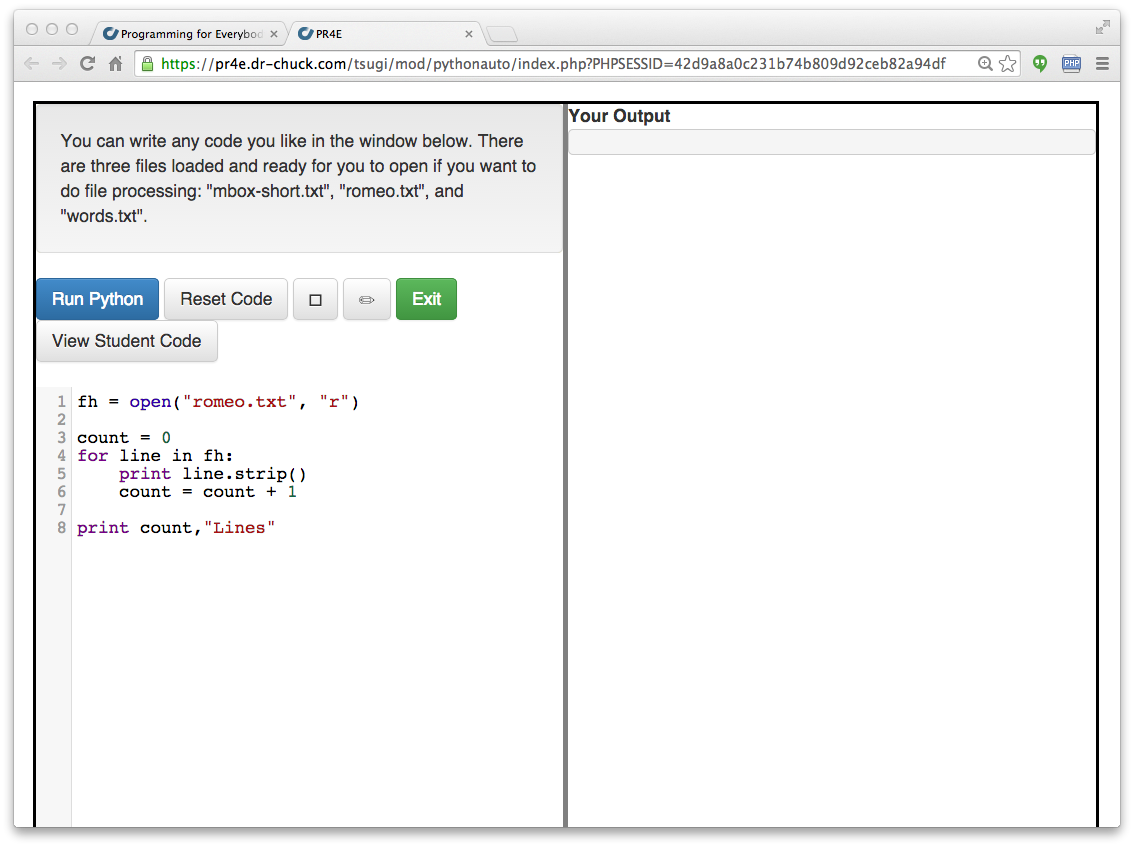 Programming for Everybod
PR4E
https://pr4e.dr-chuck.com/tsugi/mod/pythonauto/index.php?PHPSESSID=42d9a8a0c231b74b809d92ceb82a94df
PHP
You can write any code you like in the window below. There
are three files loaded and ready for you to open if you want to
do file processing: "mbox-short.txt", "romeo.txt", and
"words.txt".
Your Output
Run Python
Reset Code
Exit
View Student Code
1 fh = open("romeo.txt", "r")
2
3 count = 0
4 for line in fh:
5     print line.strip()
6     count = count + 1
7
8 print count,"Lines"